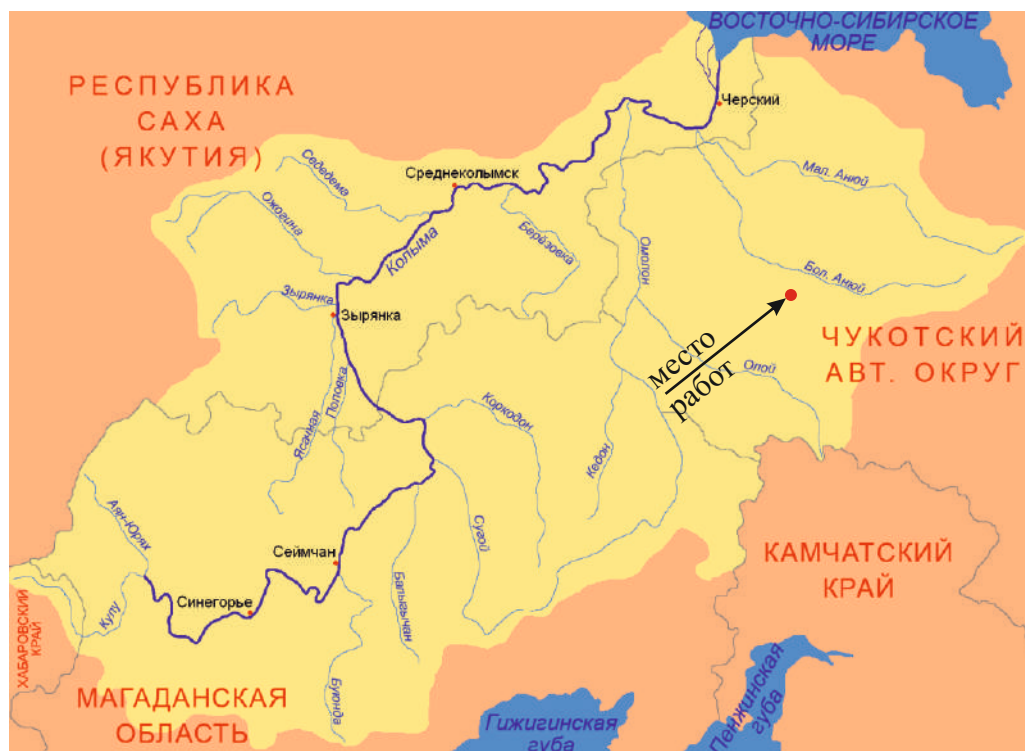 ВОСТОЧНО-СИБИРСКОЕ
МОРЕ
РЕСПУБЛИКА
САХА
(ЯКУТИЯ)
Черский
Седедема
Среднеколымск
Мал. Анюй
Ожогина
Колыма
Берёзовка
Омолон
Бол. Анюй
Зырянка
Зырянка
место
работ
ЧУКОТСКИЙ
АВТ. ОКРУГ
Олой
Ясачная
Поповка
Коркодон
Кедон
Аян-Юрях
Сугой
Сеймчан
КАМЧАТСКИЙ
КРАЙ
Балыгычан
Синегорье
Кулу
ХАБАРОВСКИЙ
КРАЙ
Буюнда
МАГАДАНСКАЯ
ОБЛАСТЬ
Гижигинская
губа
Пенжинская
губа